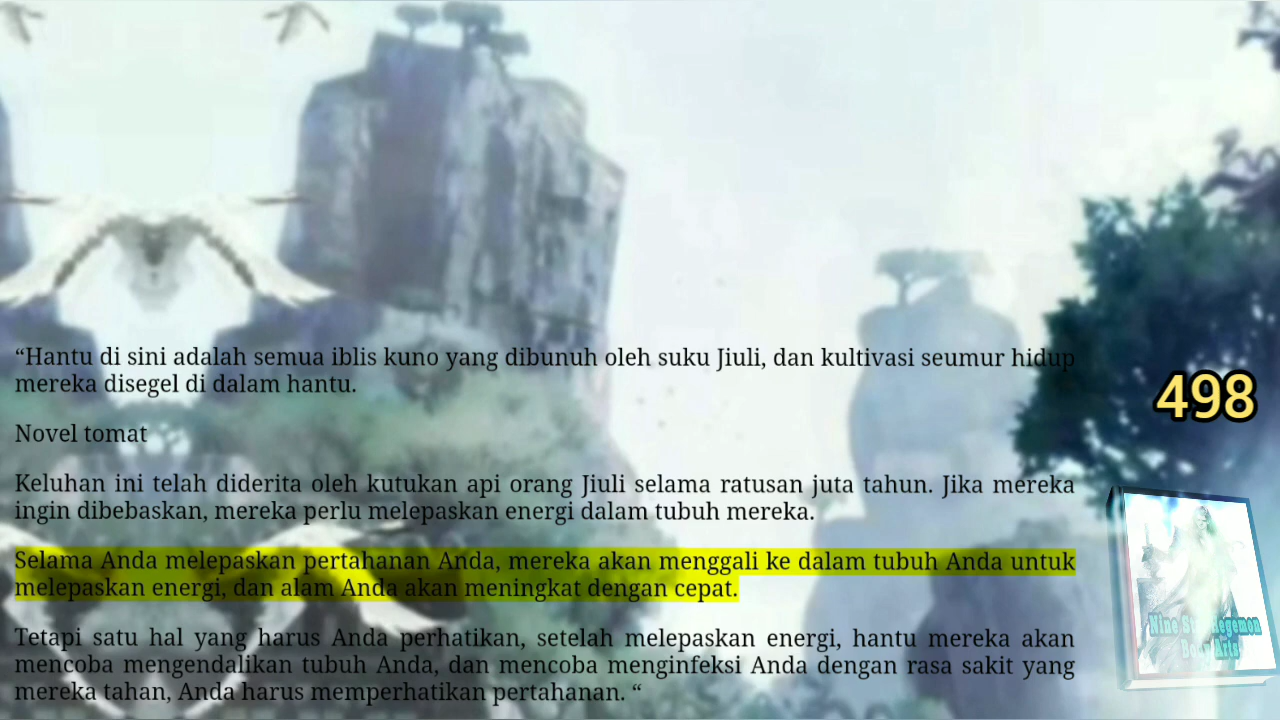 “Hantu di sini adalah semua iblis kuno yang dibunuh oleh suku Jiuli, dan kultivasi seumur hidup
mereka disegel di dalam hantu.
Novel tomat
Keluhan ini telah diderita oleh kutukan api orang Jiuli selama ratusan juta tahun. Jika mereka
ingin dibebaskan, mereka perlu melepaskan energi dalam tubuh mereka.
Selama Anda melepaskan pertahanan Anda, mereka akan menggali ke dalam tubuh Anda untuk
melepaskan energi, dan alam Anda akan meningkat dengan cepat.
Tetapi satu hal yang harus Anda perhatikan, setelah melepaskan energi, hantu mereka akan
mencoba mengendalikan tubuh Anda, dan mencoba menginfeksi Anda dengan rasa sakit yang
mereka tahan, Anda harus memperhatikan pertahanan. “
498
Nine Hegemon
Body Arts